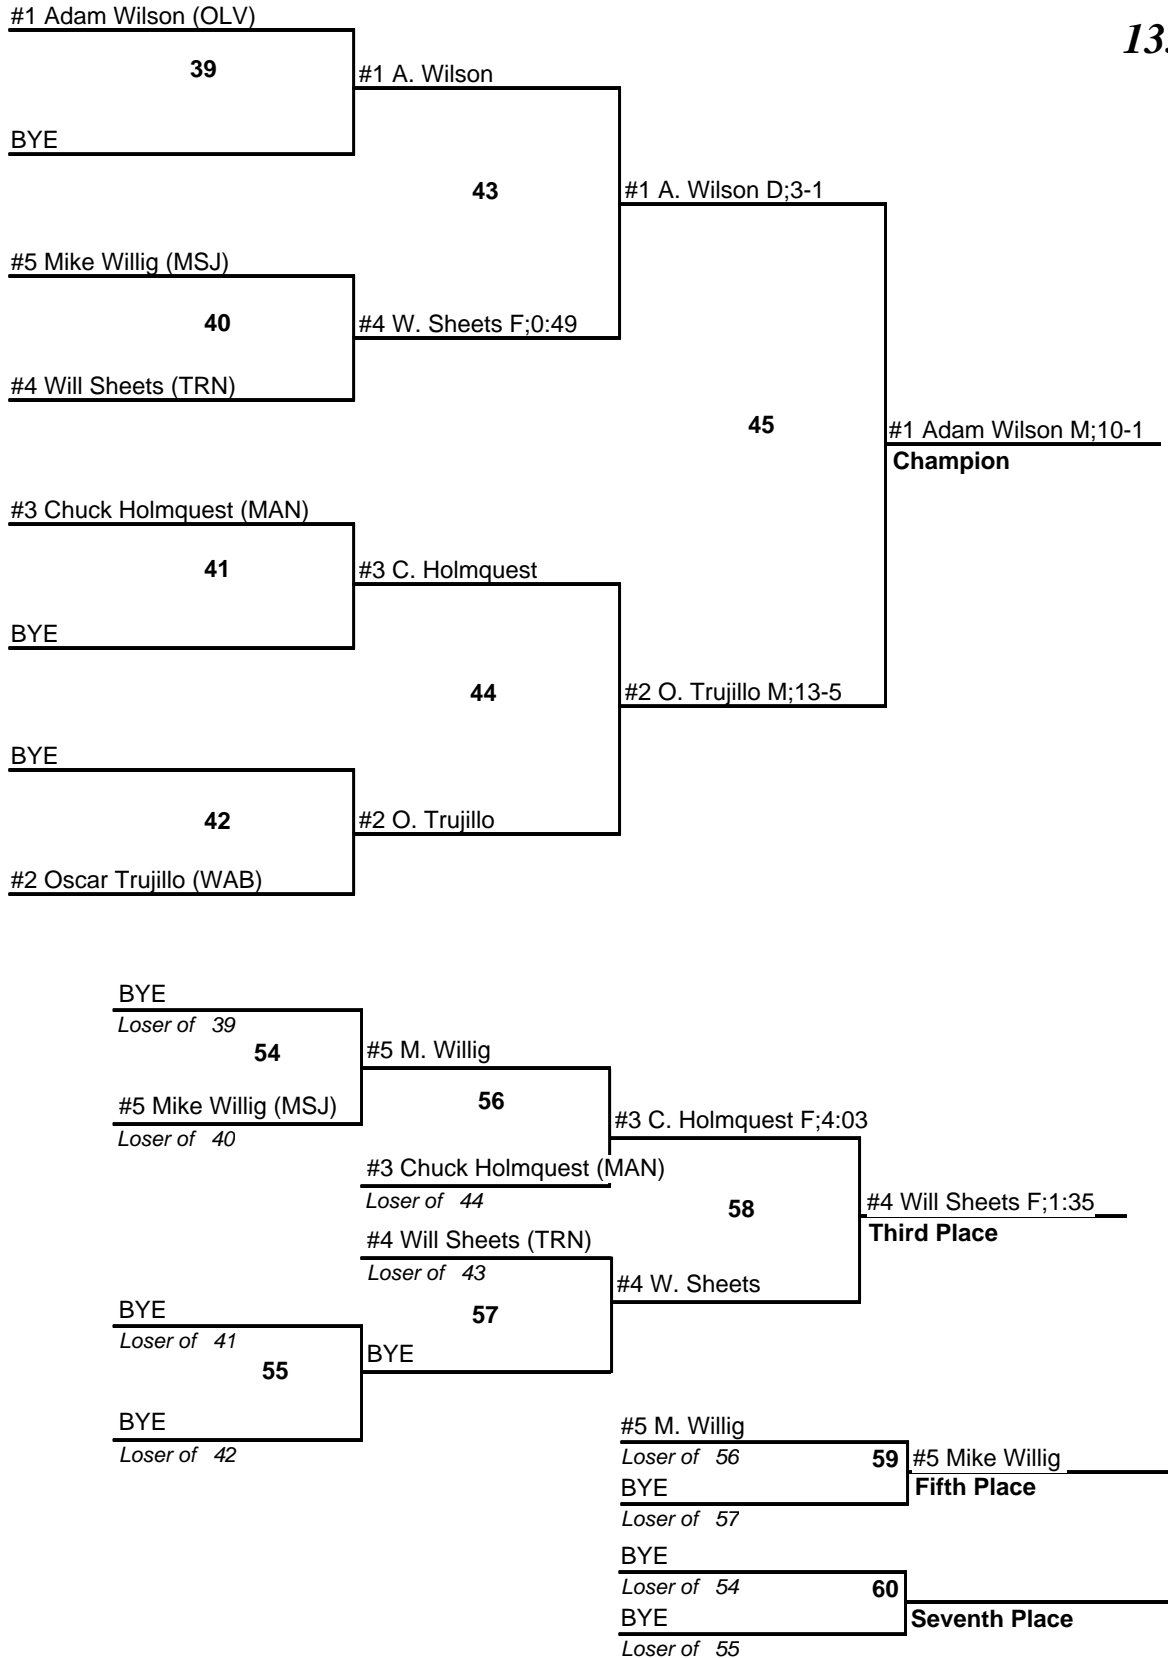 #1 Adam Wilson (OLV)
39
#1 A. Wilson
BYE
43
#1 A. Wilson D;3-1
#5 Mike Willig (MSJ)
40
#4 W. Sheets F;0:49
#4 Will Sheets (TRN)
45
#1 Adam Wilson M;10-1
Champion
#3 Chuck Holmquest (MAN)
41
#3 C. Holmquest
BYE
44
#2 O. Trujillo M;13-5
BYE
42
#2 O. Trujillo
#2 Oscar Trujillo (WAB)
BYE
Loser of 39
54
#5 M. Willig
#5 Mike Willig (MSJ)
Loser of 40
56
#3 C. Holmquest F;4:03
#3 Chuck Holmquest (MAN)
Loser of 44
58
#4 Will Sheets F;1:35
Third Place
#4 Will Sheets (TRN)
Loser of 43
#4 W. Sheets
57
BYE
Loser of 41
55
BYE
BYE
Loser of 42
#5 M. Willig
Loser of 56
59
#5 Mike Willig
Fifth Place
BYE
Loser of 57
BYE
Loser of 54
60
Seventh Place
BYE
Loser of 55